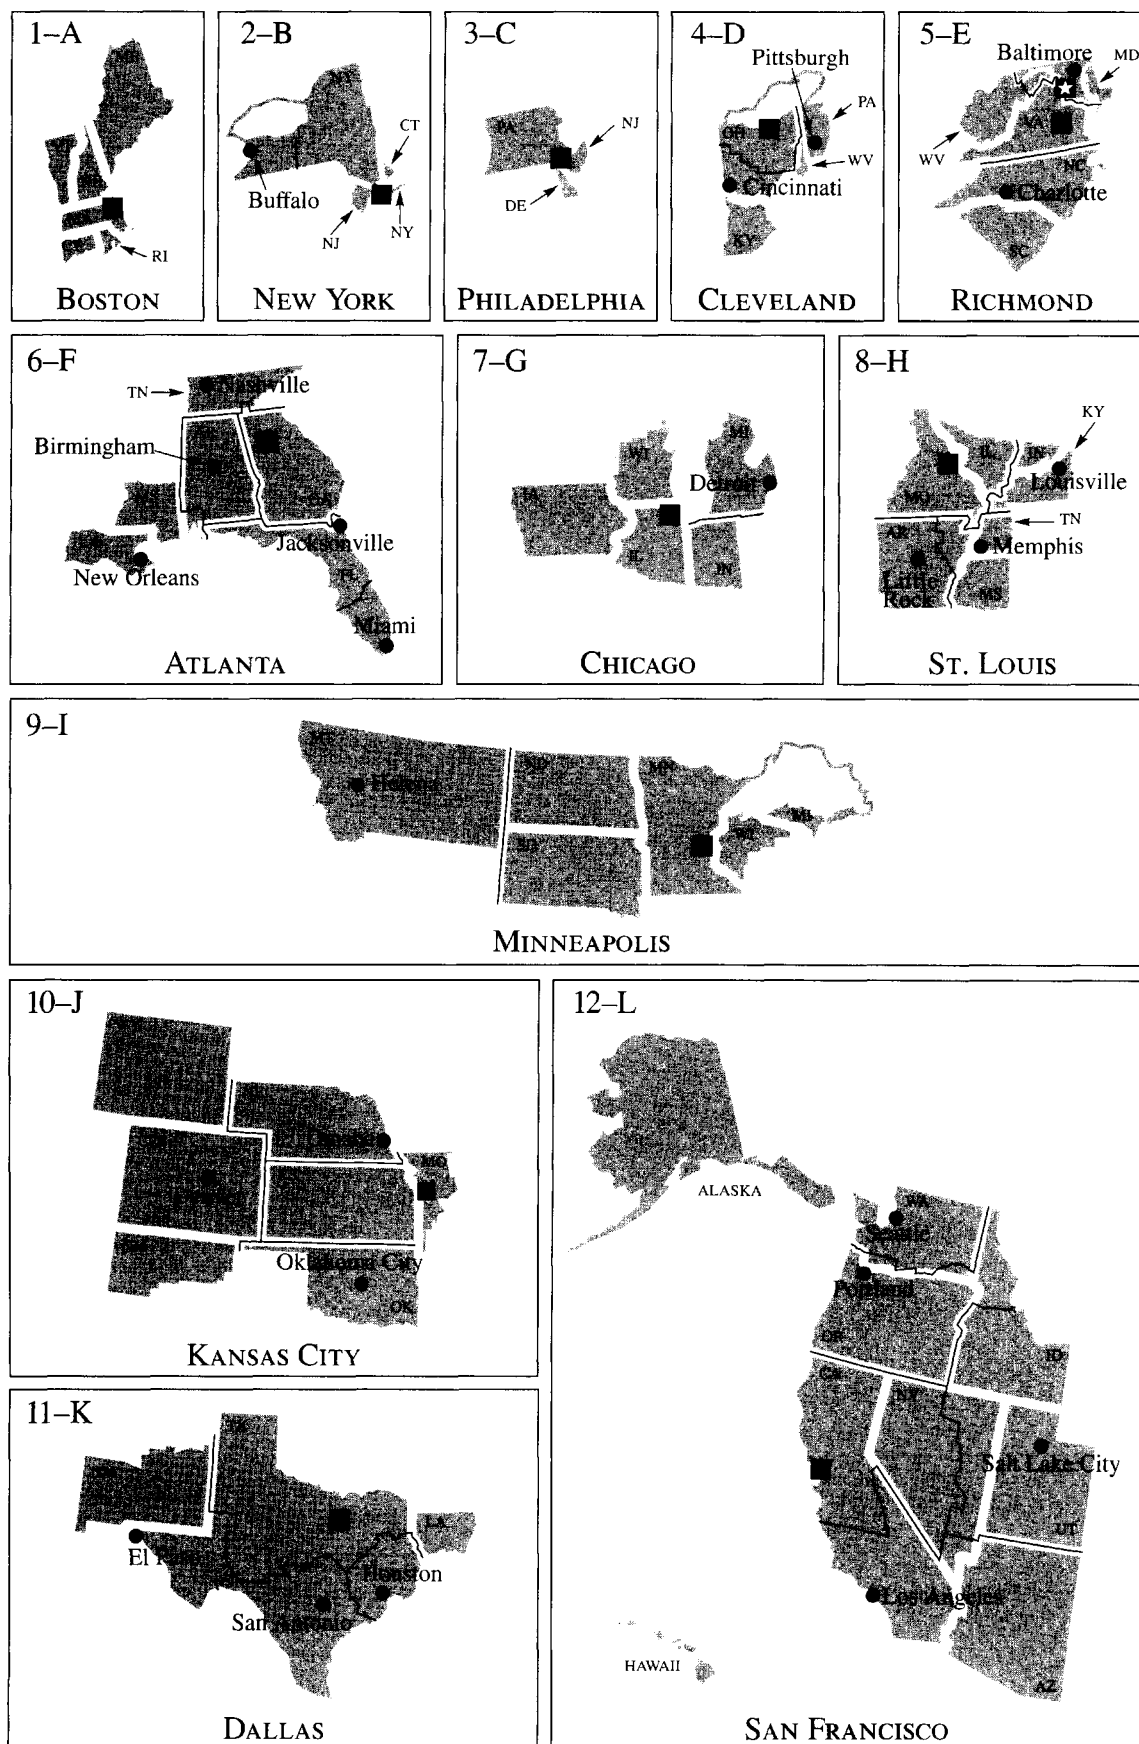 1–A
RI
BOSTON
2–B
NY
CT
Buffalo
NJ
NY
NEW YORK
3–C
PA
NJ
DE
PHILADELPHIA
4–D
Pittsburgh
OH
PA
WV
Cincinnati
KY
CLEVELAND
5–E
Baltimore
MD
VA
WV
NC
Charlotte
SC
RICHMOND
6–F
TN
Nashville
Birmingham
GA
Jacksonville
New Orleans
FL
Miami
ATLANTA
7–G
MI
WI
IA
Detroit
IL
IN
CHICAGO
8–H
KY
IL
IN
Louisville
MO
TN
AR
Memphis
Little
Rock
MS
ST. LOUIS
9–I
MT
ND
MN
Helena
MI
WI
SD
MINNEAPOLIS
10–J
Omaha
MO
Oklahoma City
OK
KANSAS CITY
11–K
TX
LA
El Paso
Houston
San Antonio
DALLAS
12–L
ALASKA
WA
Seattle
Portland
OR
ID
CA
NV
Salt Lake City
UT
Los Angeles
HAWAII
AZ
SAN FRANCISCO